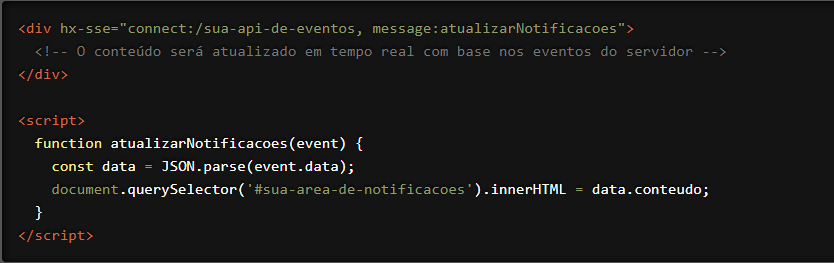 <div hx-sse="connect:/sua-api-de-eventos, message:atualizarNotificacoes">
  <!-- O conteúdo será atualizado em tempo real com base nos eventos do servidor -->
</div>

<script>
  function atualizarNotificacoes(event) {
    const data = JSON.parse(event.data);
    document.querySelector('#sua-area-de-notificacoes').innerHTML = data.conteudo;
  }
</script>